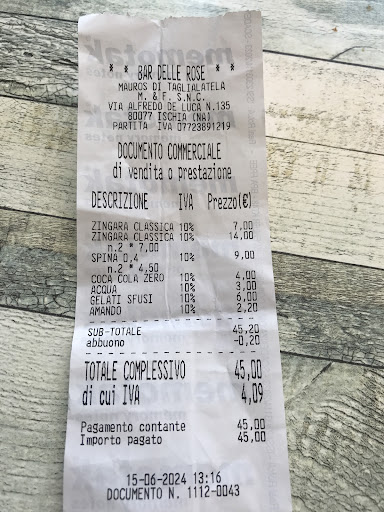 * * BAR DELLE ROSE * *
MAUROS DI TAGLIALATELA
M. & F. S.N.C.
VIA ALFREDO DE LUCA N.135
80077 ISCHIA (NA)
PARTITA IVA 07723891219
DOCUMENTO COMMERCIALE
di vendita o prestazione
DESCRIZIONE IVA Prezzo(€)
ZINGARA CLASSICA 10% 7,00
ZINGARA CLASSICA 10% 14,00
n.2 * 7,00
SPINA 0,4 10% 9,00
n.2 * 4,50
COCA COLA ZERO 10% 4,00
ACQUA 10% 3,00
GELATI SFUSI 10% 6,00
AMANDO 10% 2,20
SUB-TOTALE 45,20
abbuono -0,20
TOTALE COMPLESSIVO 45,00
di cui IVA 4,09
Pagamento contante 45,00
Importo pagato 45,00
15-06-2024 13:16
DOCUMENTO N. 1112-0043